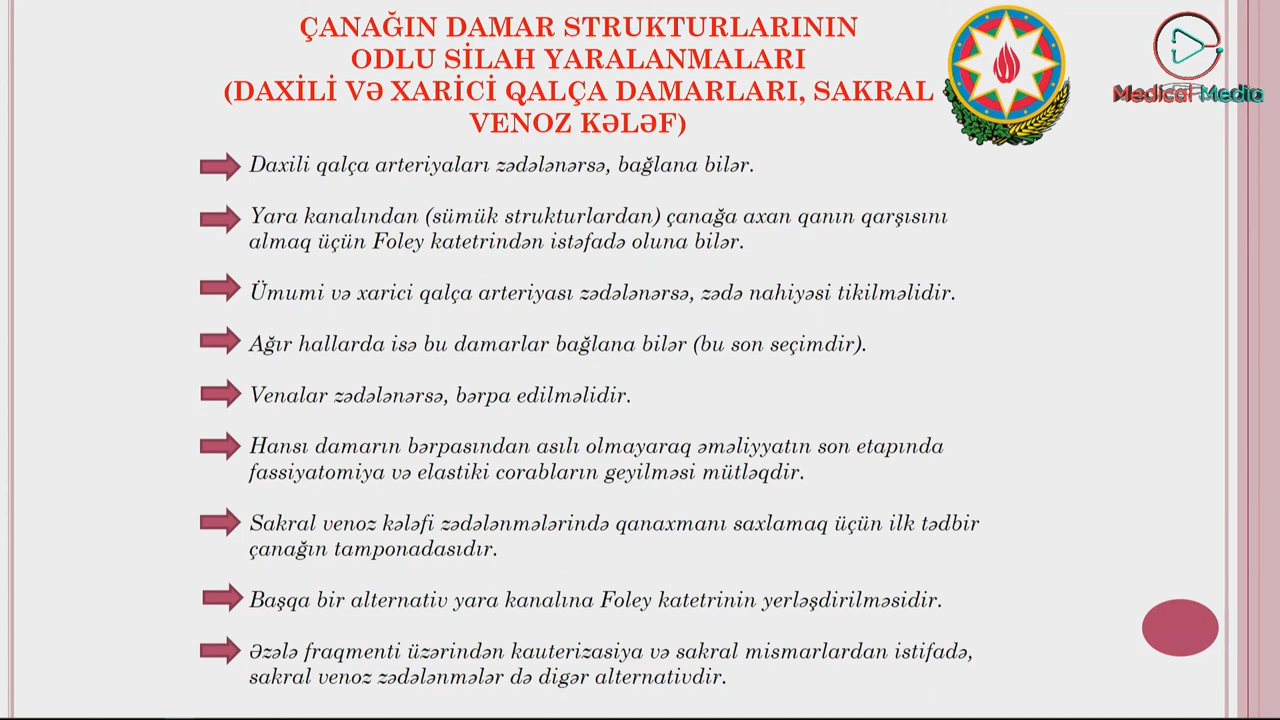 ÇANAĞIN DAMAR STRUKTURLARININ
ODLU SİLAH YARALANMALARI
(DAXİLİ VƏ XARİCİ QALÇA DAMARLARI, SAKRAL
VENOZ KƏLƏF)
Medical Media
Daxili qalça arteriyaları zədələnərsə, bağlana bilər.
Yara kanalından (sümük strukturlardan) çanağa axan qanın qarşısını
almaq üçün Foley katetrindən istəfadə oluna bilər.
Ümumi və xarici qalça arteriyası zədələnərsə, zədə nahiyəsi tikilməlidir.
Ağır hallarda isə bu damarlar bağlana bilər (bu son seçimdir).
Venalar zədələnərsə, bərpa edilməlidir.
Hansı damarın bərpasından asılı olmayaraq əməliyyatın son etapında
fassiyatomiya və elastiki corabların geyilməsi mütləqdir.
Sakral venoz kələfi zədələnmələrində qanaxmanı saxlamaq üçün ilk tədbir
çanağın tamponadasıdır.
Başqa bir alternativ yara kanalına Foley katetrinin yerləşdirilməsidir.
Əzələ fraqmenti üzərindən kauterizasiya və sakral mismarlardan istifadə,
sakral venoz zədələnmələr də digər alternativdir.